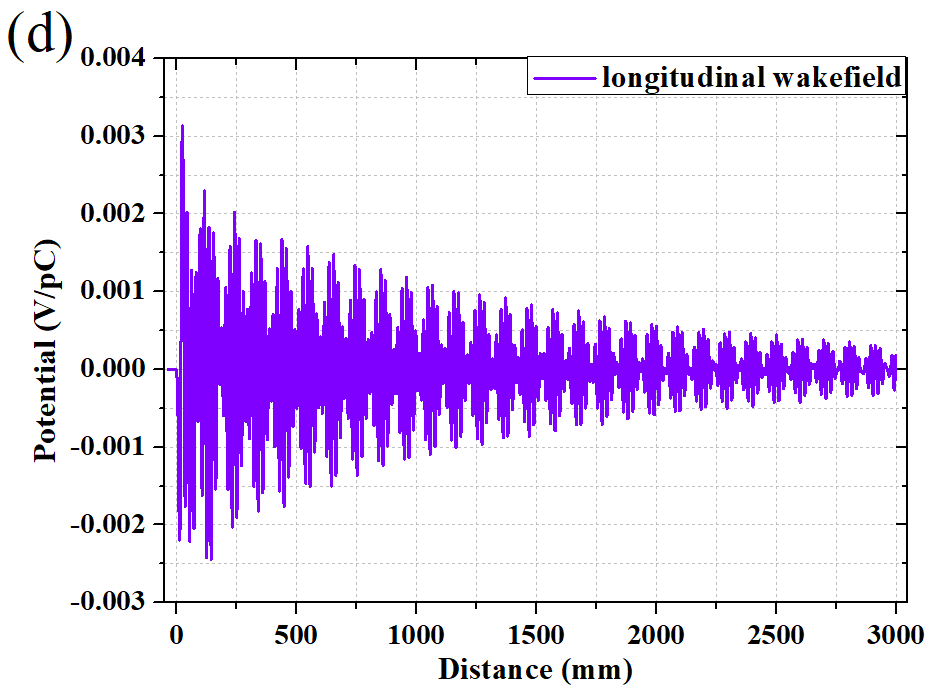 (d)
longitudinal wakefield
0.004
0.003
0.002
0.001
0.000
-0.001
-0.002
-0.003
Potential (V/pC)
0 500 1000 1500 2000 2500 3000
Distance (mm)